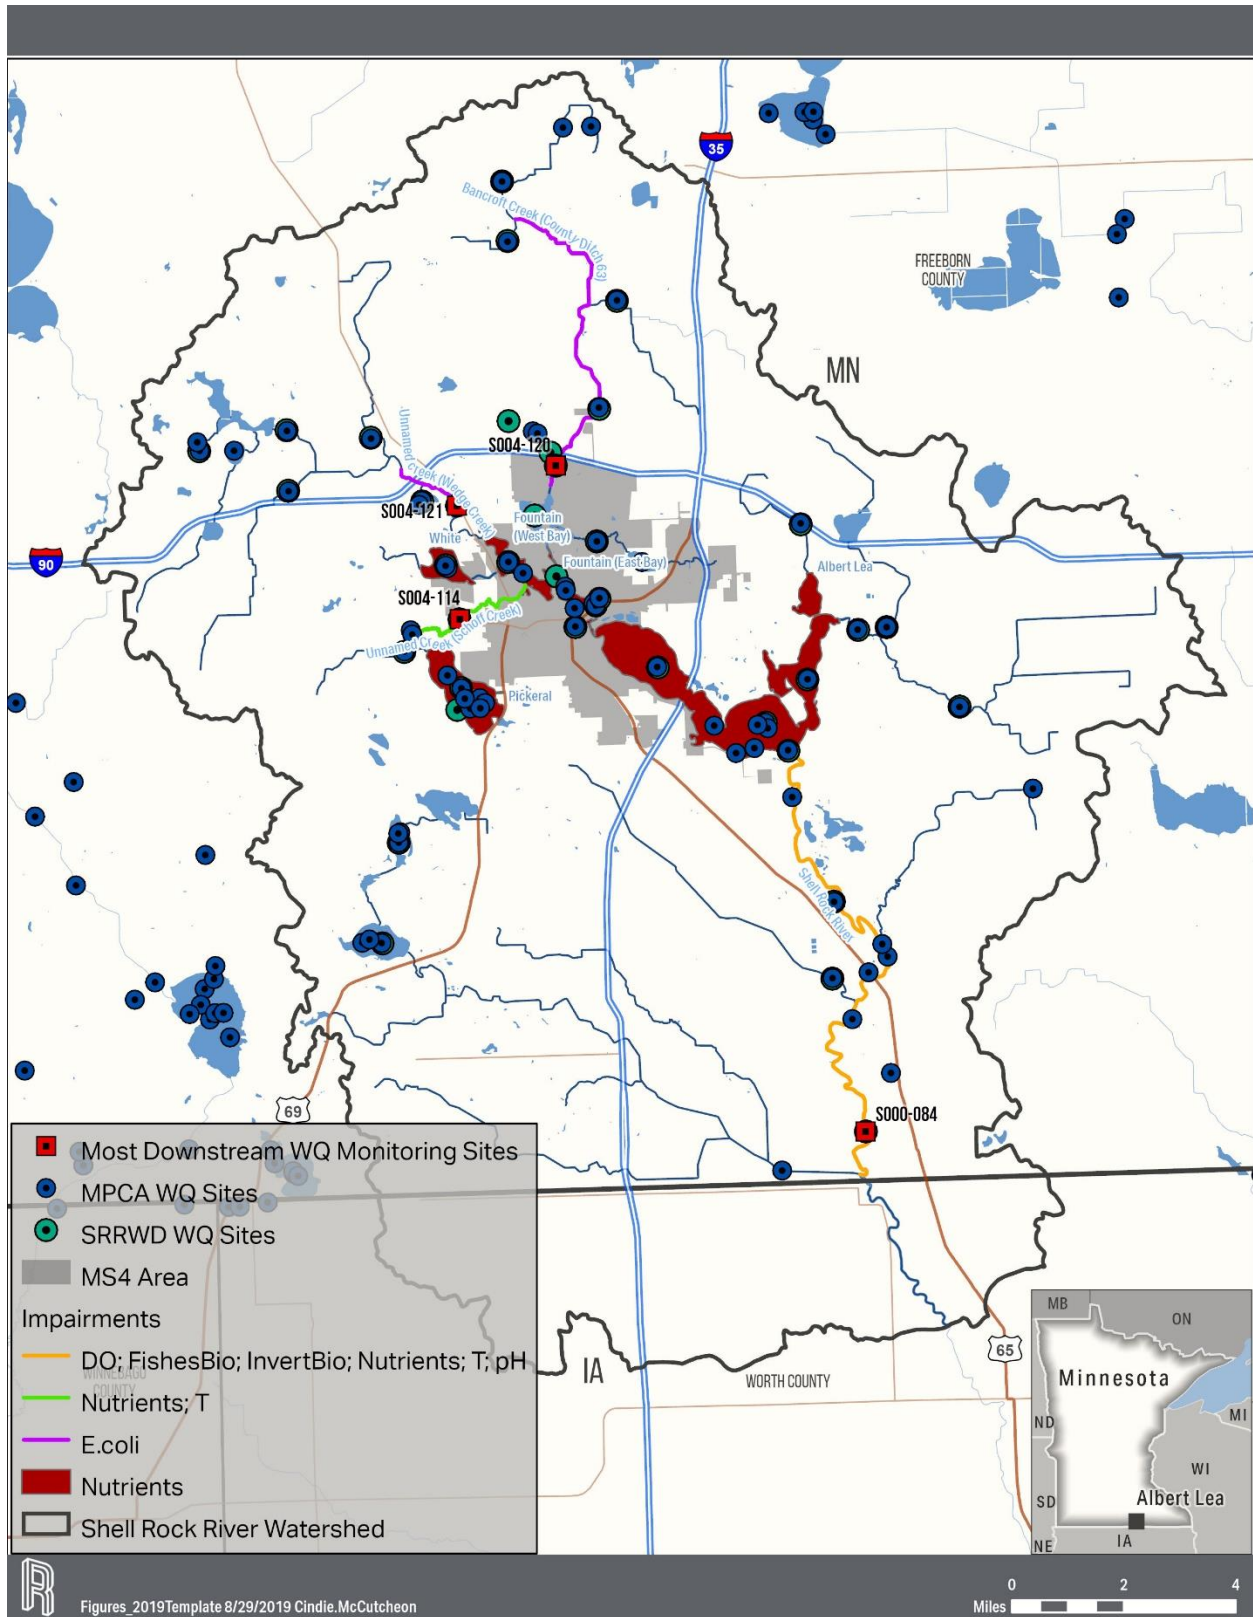 35
Bancroft Creek (County Ditch 63)
FREEBORN
COUNTY
MN
S004-120
Unnamed
creek (Wedge Creek)
S004-121
Fountain
(West Bay)
White
Fountain (East Bay)
90
Albert Lea
S004-114
Unnamed Creek (Schoff Creek)
Pickeral
Shell Rock River
69
S000-084
Most Downstream WQ Monitoring Sites
MPCA WQ Sites
SRRWD WQ Sites
MS4 Area
Impairments
DO; FishesBio; InvertBio; Nutrients; T; pH
WINNEBAGO
COUNTY
Nutrients; T
E.coli
Nutrients
Shell Rock River Watershed
IA
WORTH COUNTY
65
MB
ON
Minnesota
ND
MI
WI
SD
Albert Lea
NE
IA
R
Figures_2019Template 8/29/2019 Cindie.McCutcheon
0 2 4
Miles